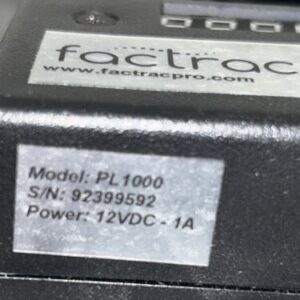 factrac
www.factracpro.com
Model: PL1000
S/N: 92399592
Power: 12VDC - 1A